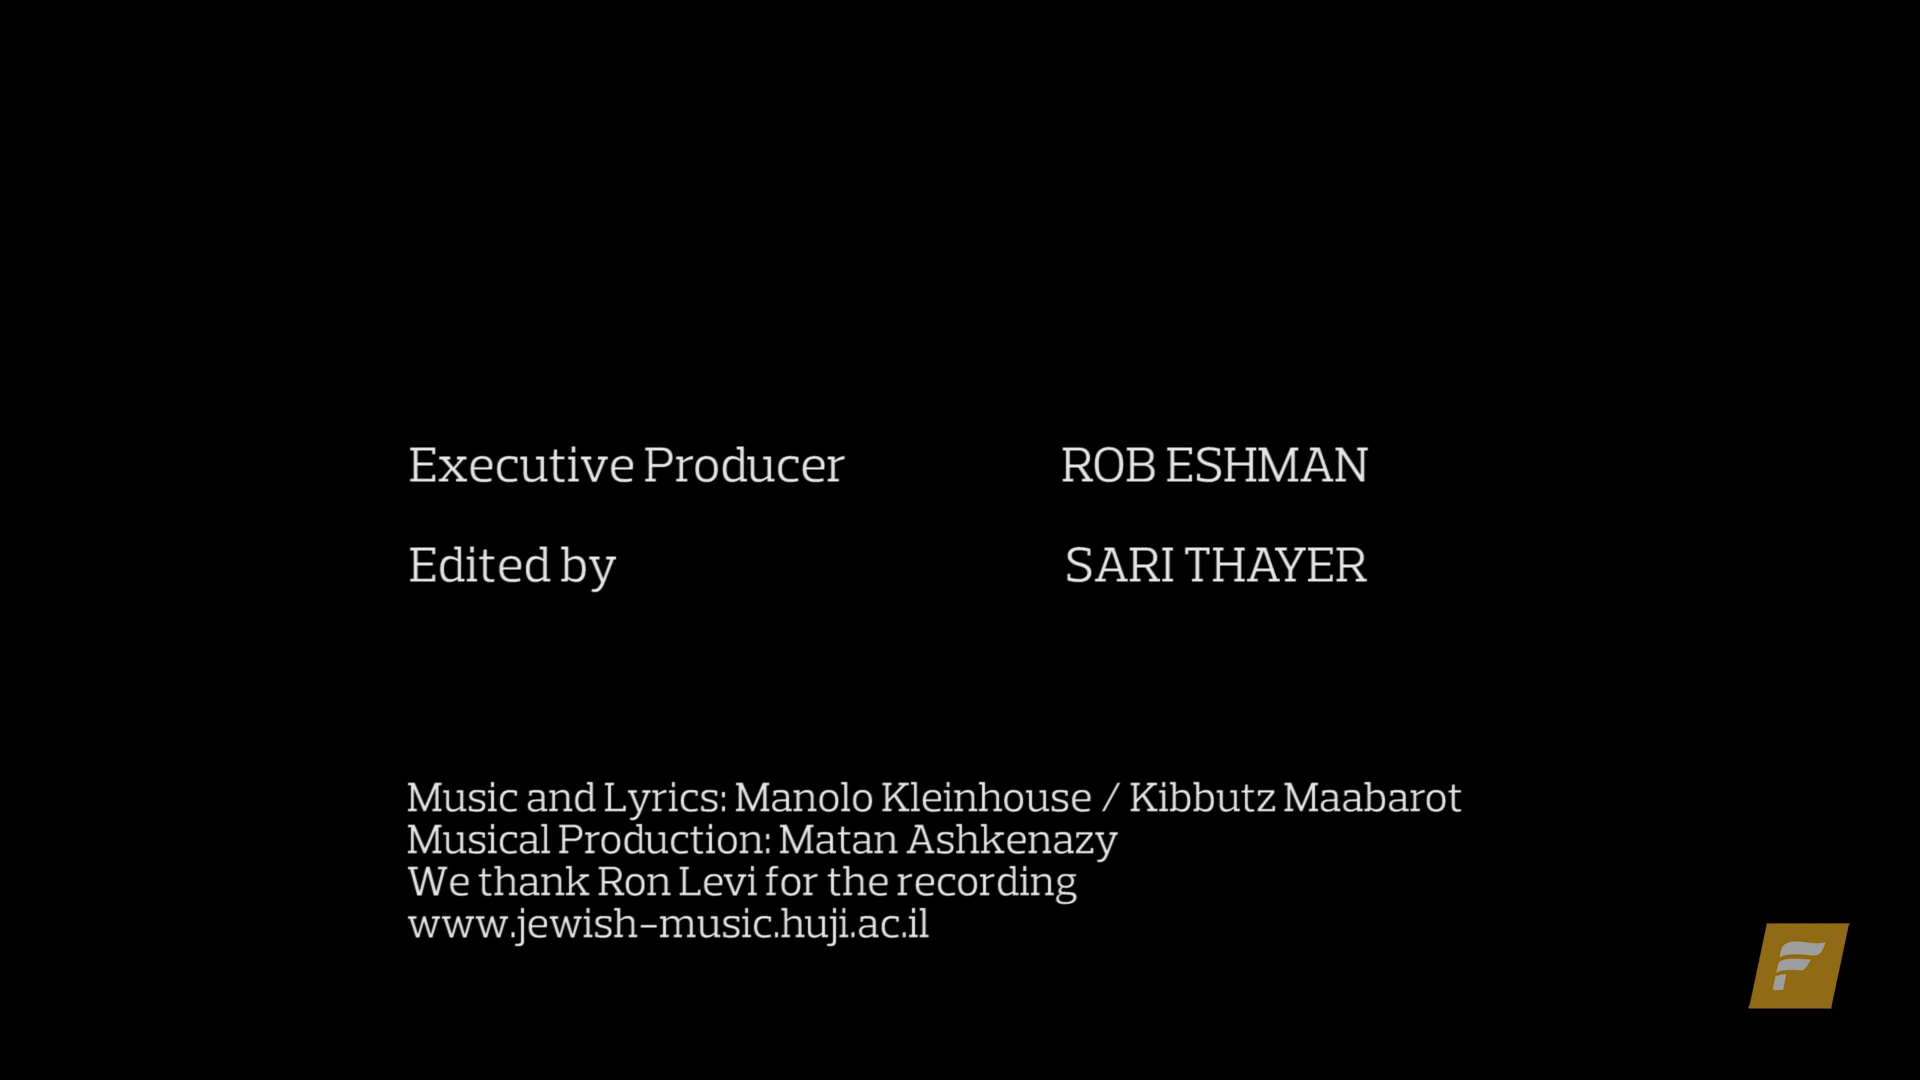 Executive Producer ROB ESHMAN
Edited by SARI THAYER
Music and Lyrics: Manolo Kleinhouse / Kibbutz Maabarot
Musical Production: Matan Ashkenazy
We thank Ron Levi for the recording
www.jewish-music.huji.ac.il
F